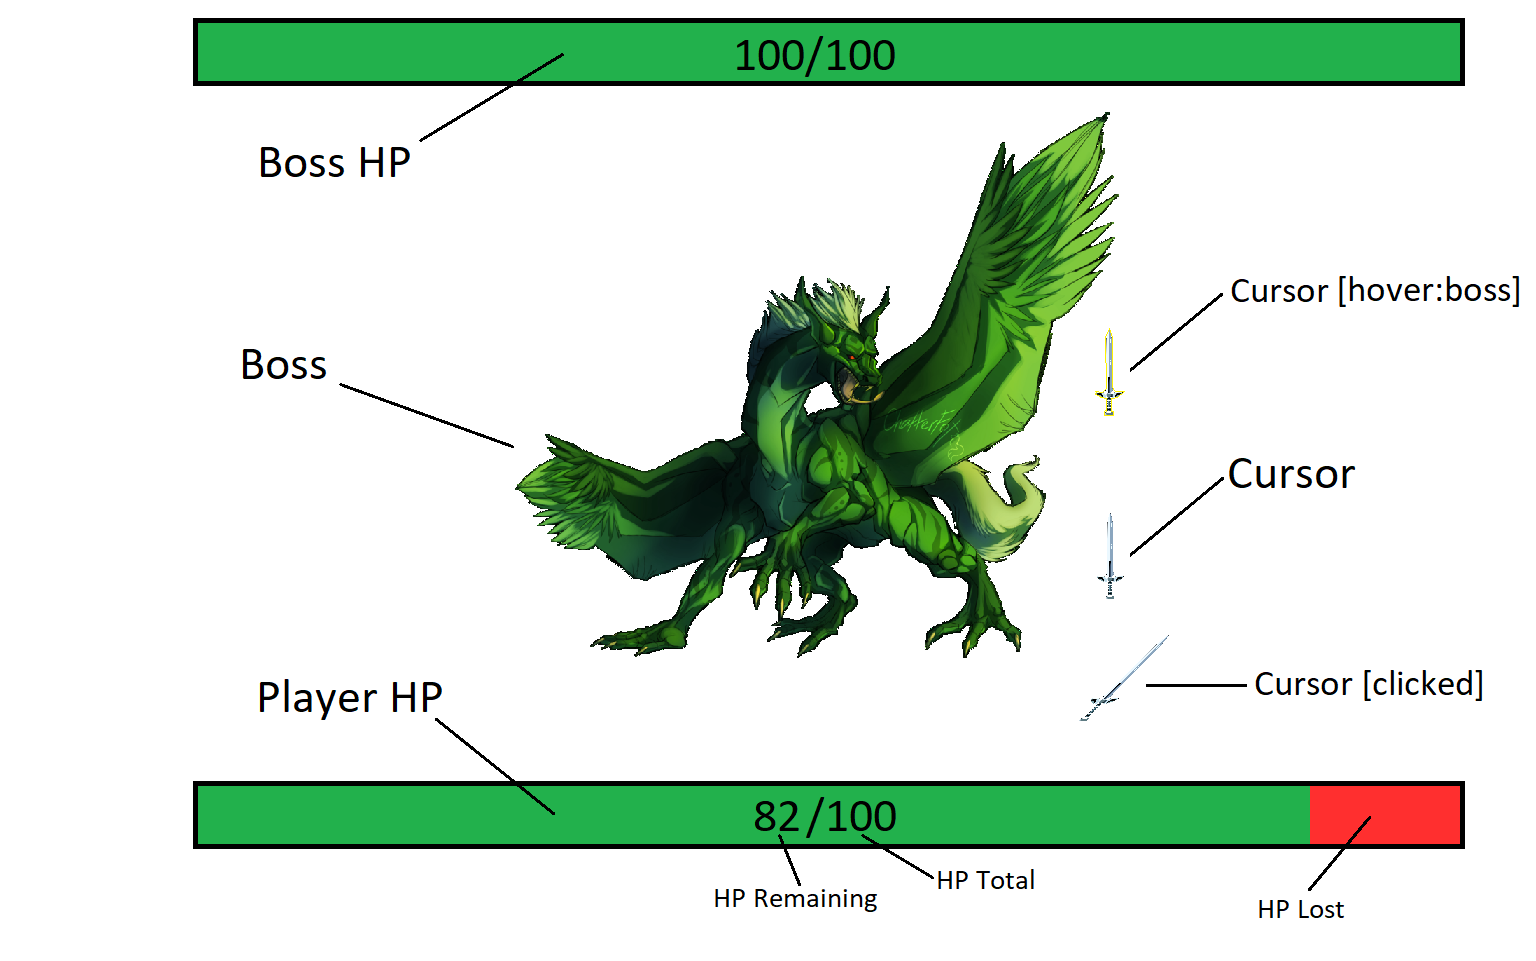 100/100
Boss HP
Cursor [hover:boss]
Boss
Cursor
Cursor [clicked]
Player HP
82/100
HP Total
HP Remaining
HP Lost